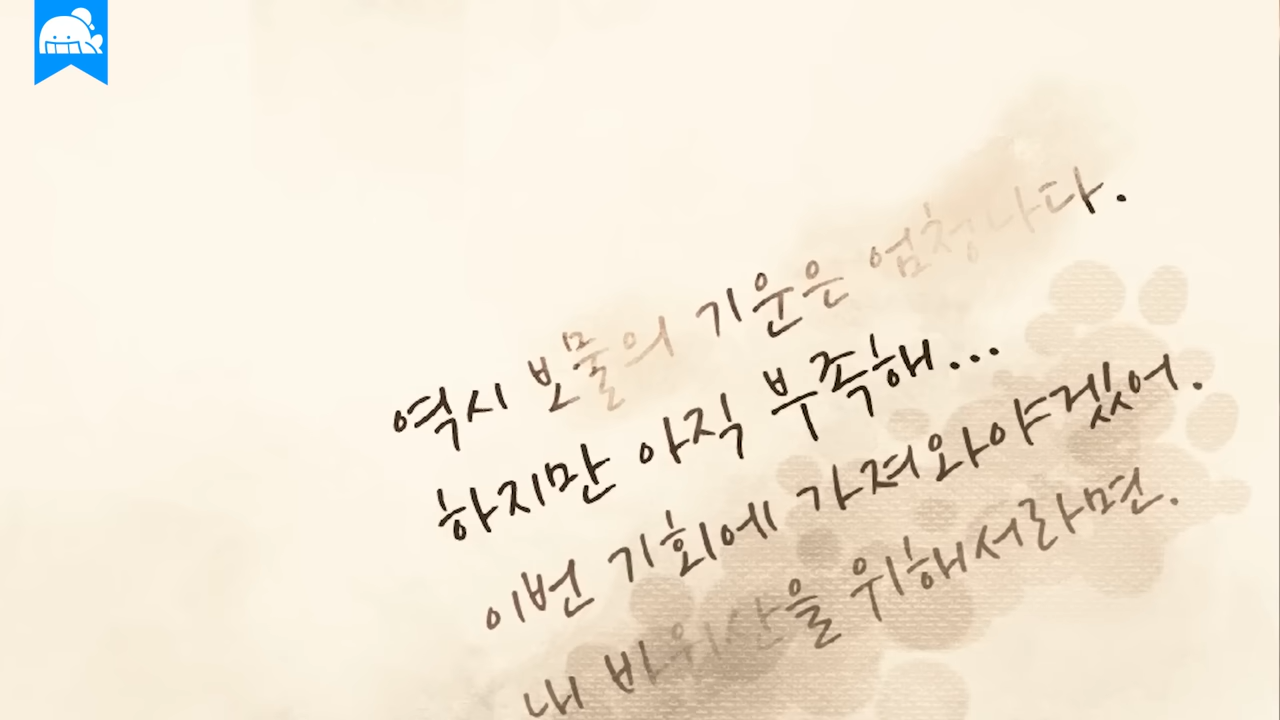 역시 보물의 기운은 엄청나다.
하지만 아직 부족해...
이번 기회에 가져와야겠어.
내 바위산을 위해서라면.